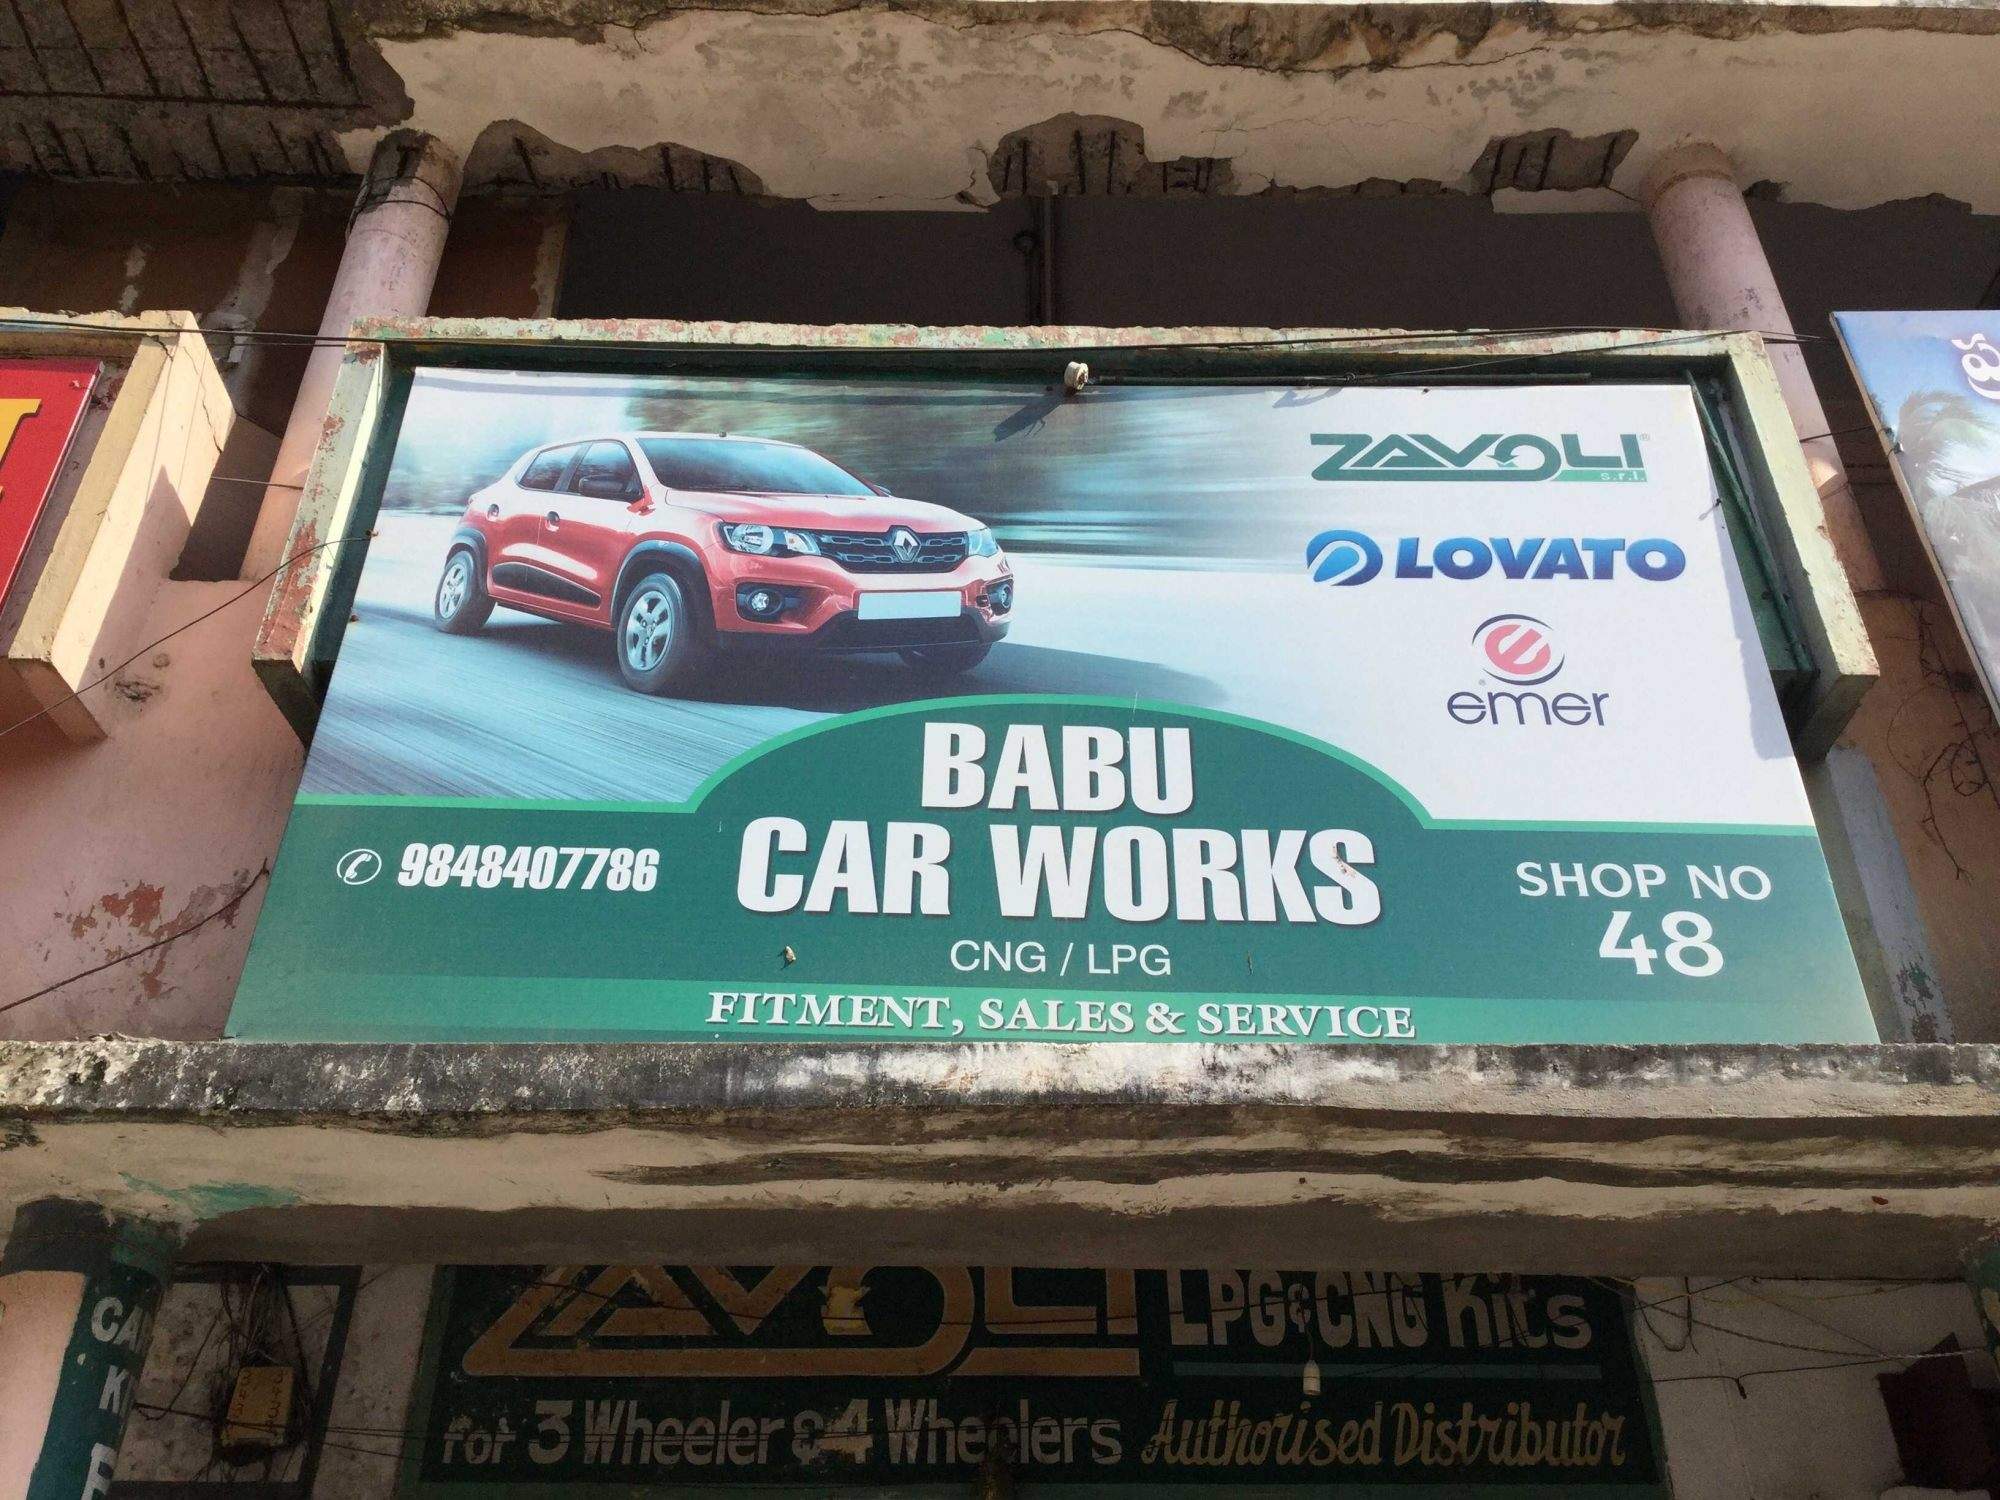 ZAVOLI®
s.r.l.
LOVATO
e
emer
BABU
CAR WORKS
9848407786
CNG / LPG
SHOP NO
48
FITMENT, SALES & SERVICE
ZAVOLI LPG & CNG Kits
for 3 Wheeler & 4 Wheelers Authorised Distributor